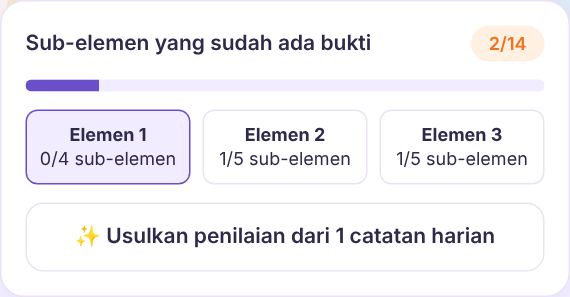 Sub-elemen yang sudah ada bukti
2/14
Elemen 1
0/4 sub-elemen
Elemen 2
1/5 sub-elemen
Elemen 3
1/5 sub-elemen
✨ Usulkan penilaian dari 1 catatan harian